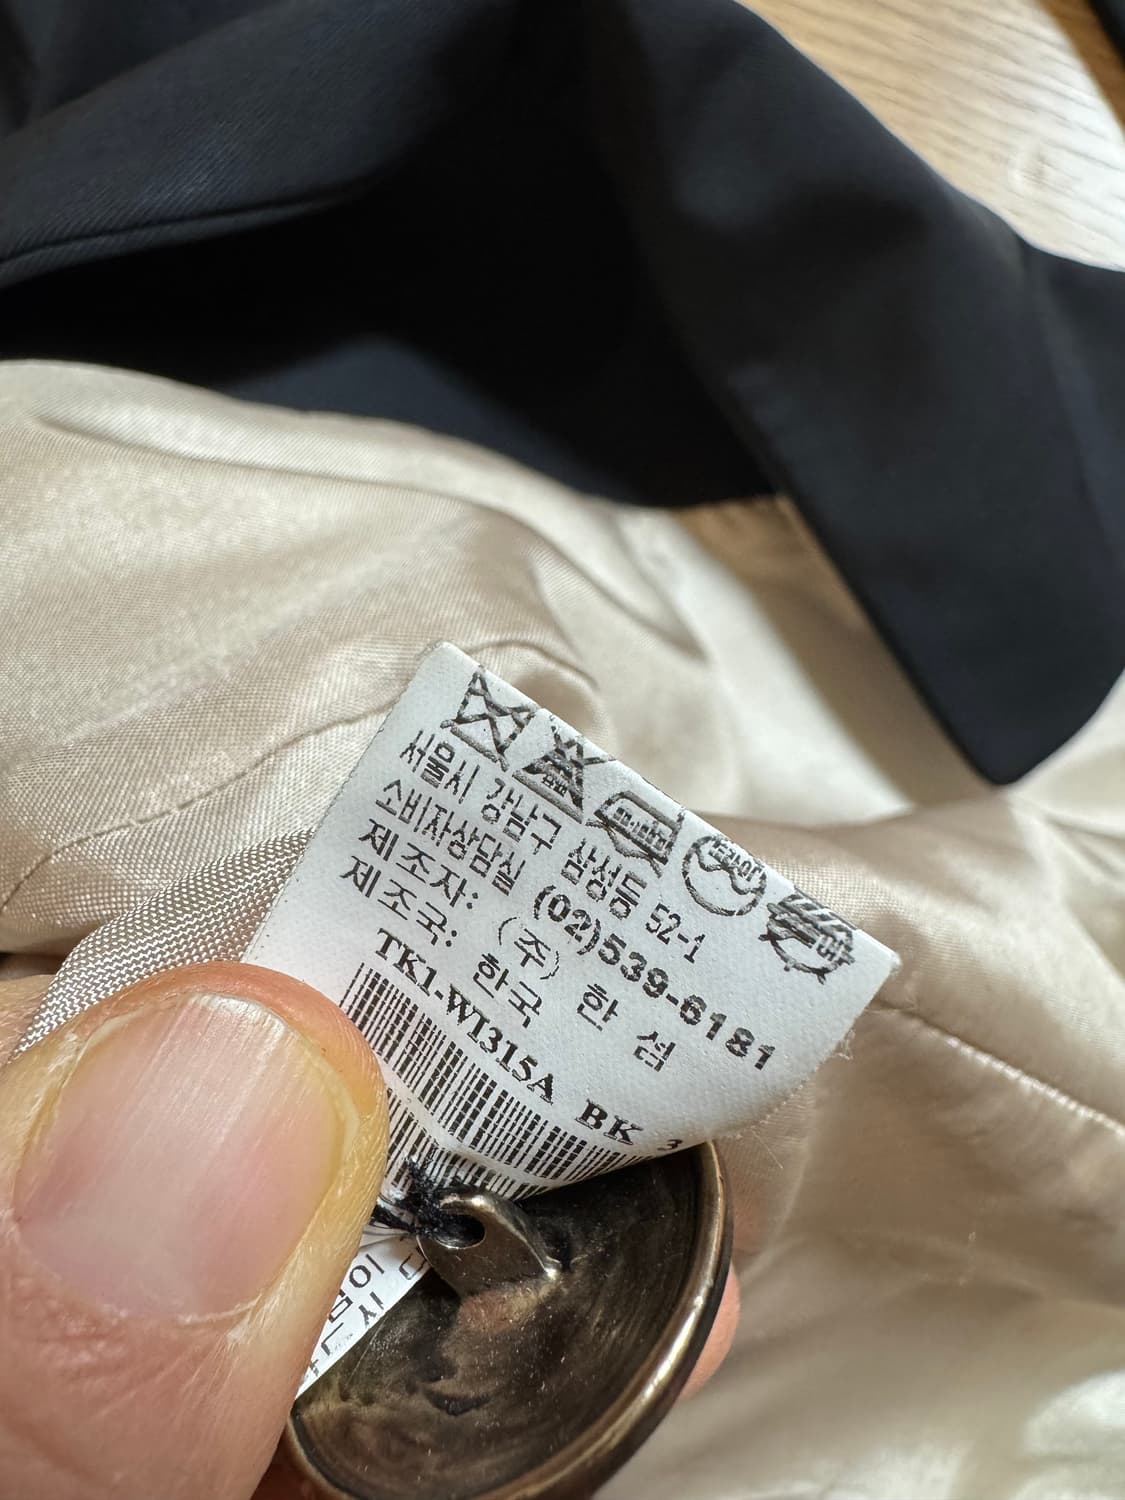 서울시 강남구 삼성동 52-1
소비자상담실 (02)539-6181
제조자: (주) 한 섬
제조국: 한국
TK1-WI315A BK 3